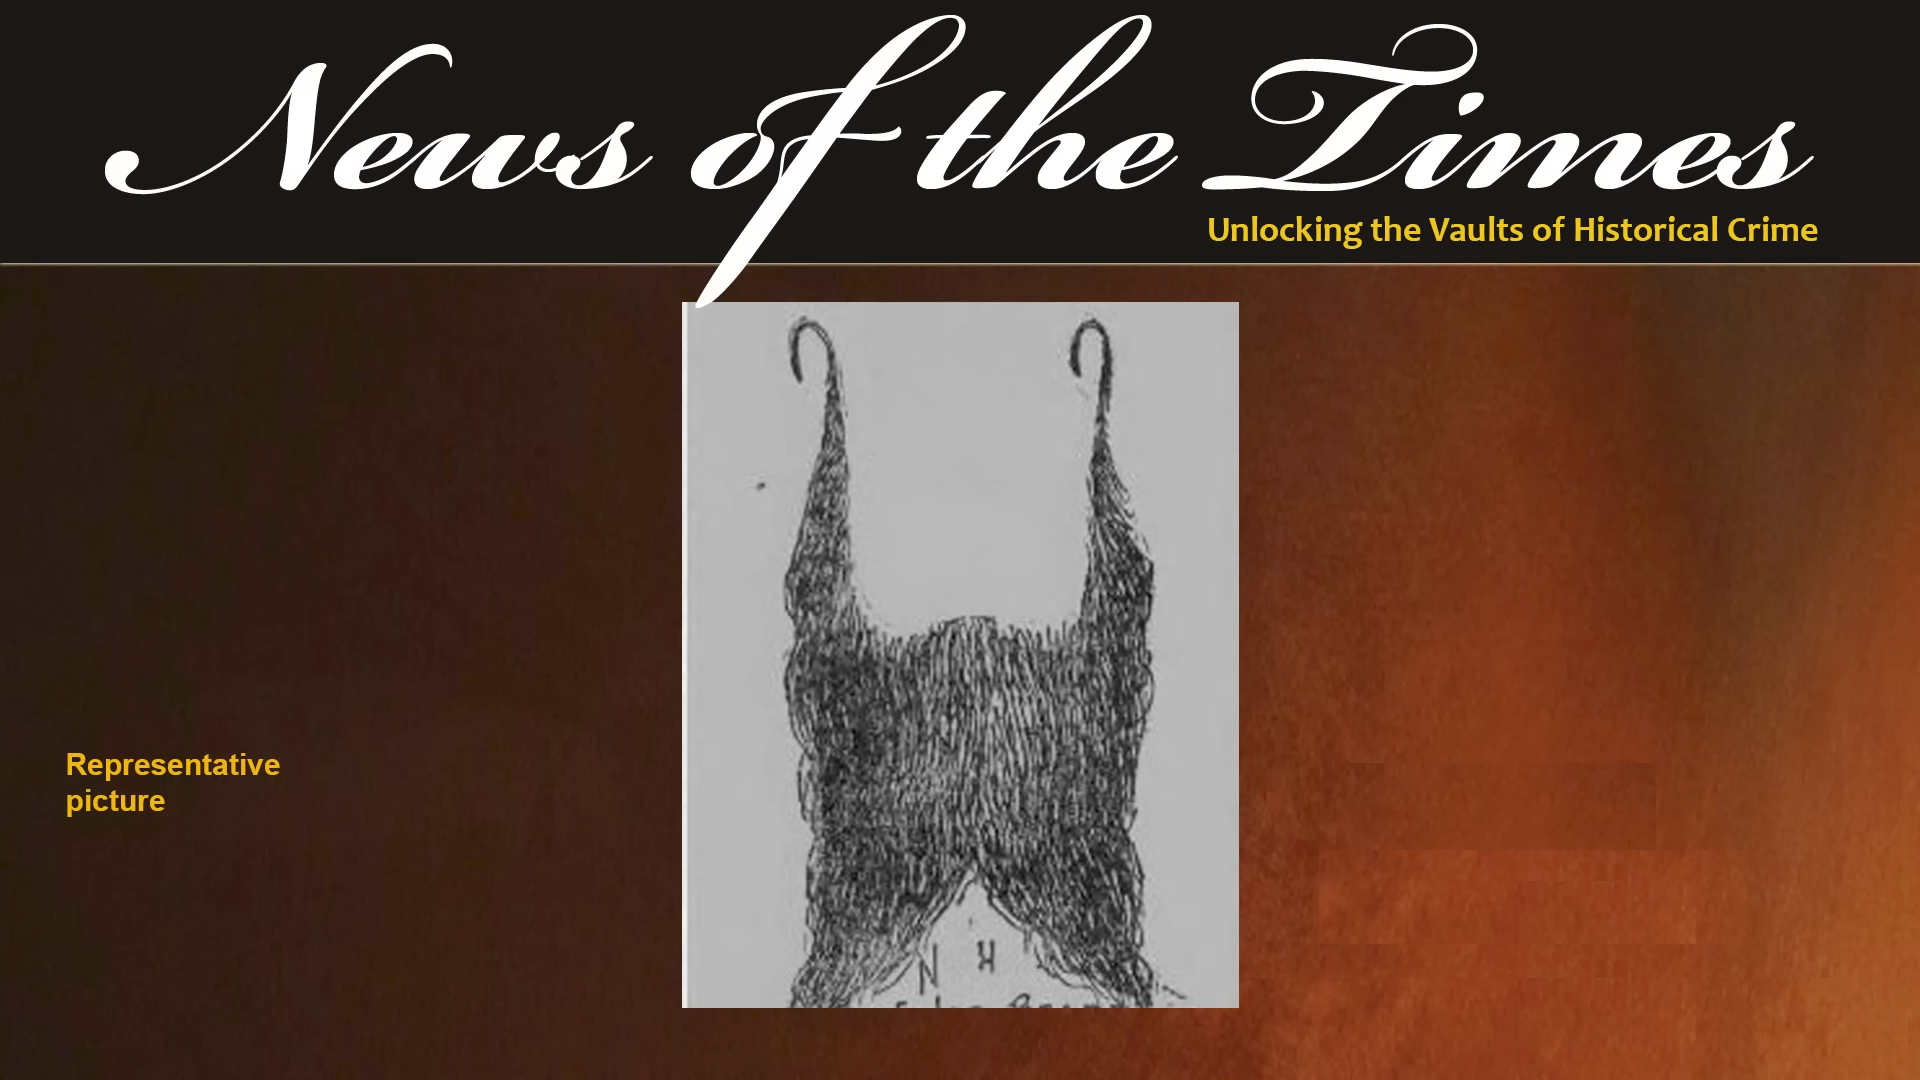 News of the Times
Unlocking the Vaults of Historical Crime
Representative
picture
N H